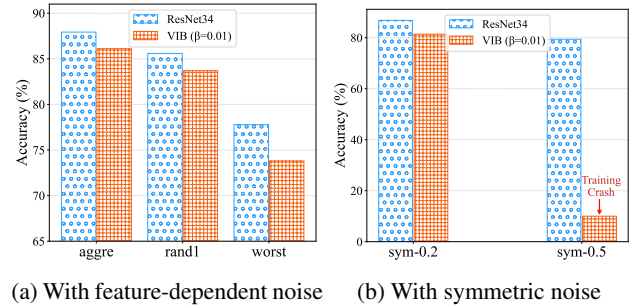 90
85
80
75
70
65
Accuracy (%)
ResNet34
VIB (β=0.01)
aggre
rand1
worst
(a) With feature-dependent noise
80
60
40
20
0
Accuracy (%)
ResNet34
VIB (β=0.01)
Training
Crash
sym-0.2
sym-0.5
(b) With symmetric noise